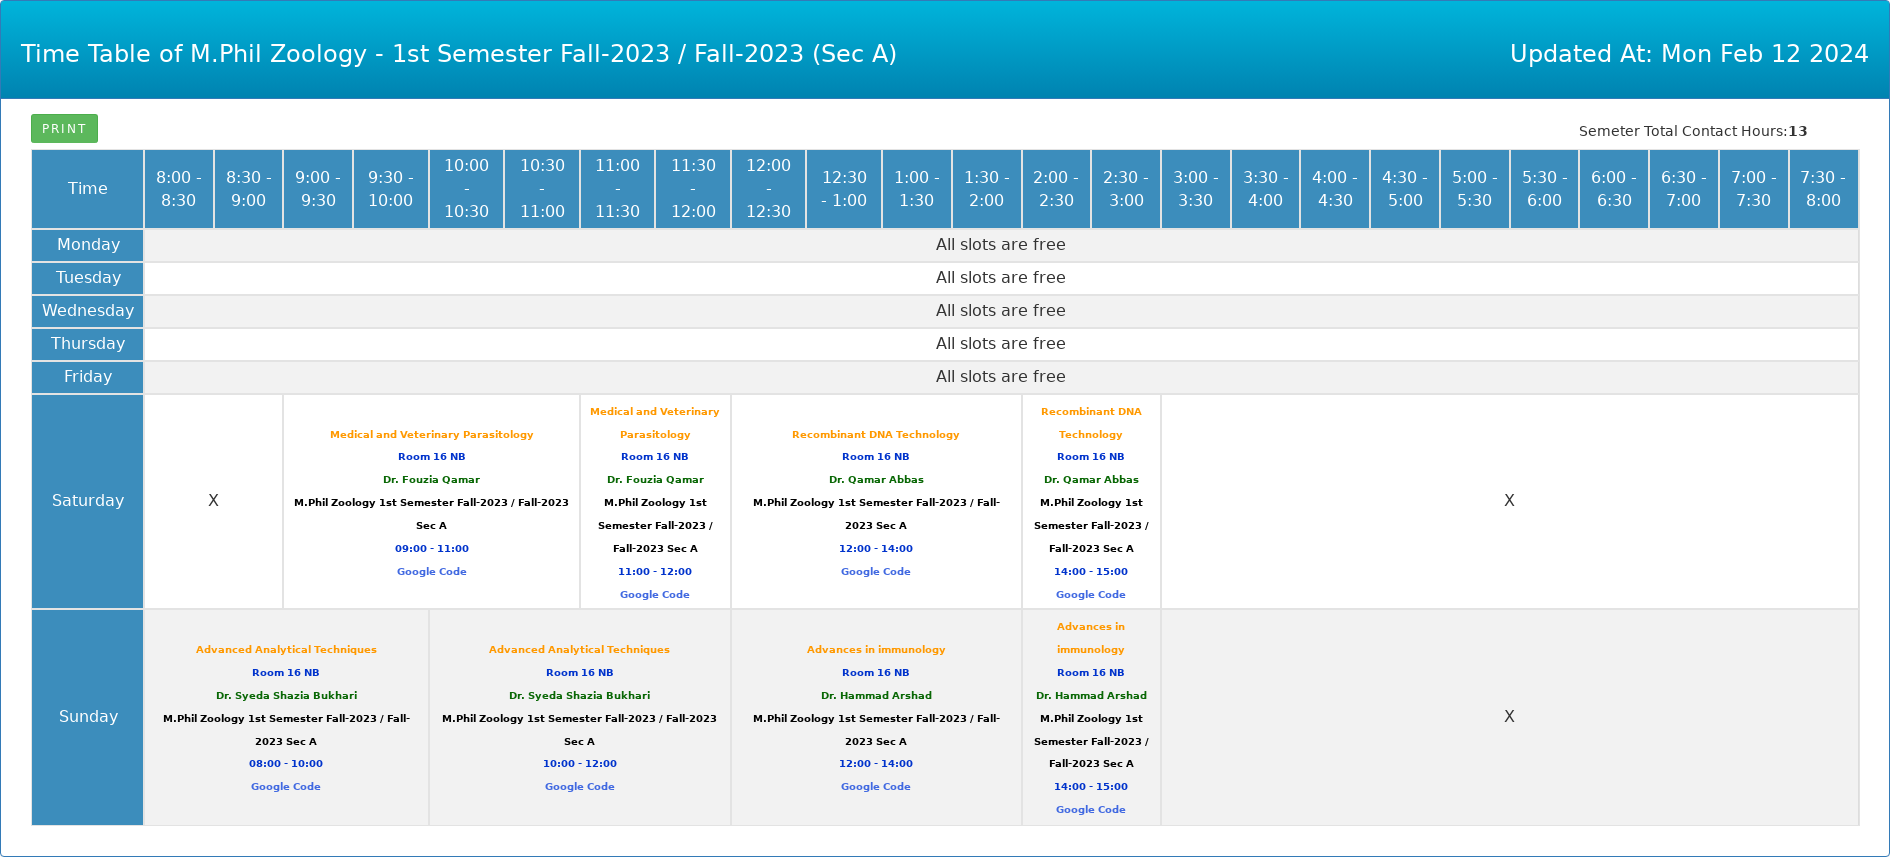 Time Table of M.Phil Zoology - 1st Semester Fall-2023 / Fall-2023 (Sec A)
Updated At: Mon Feb 12 2024
PRINT
Semeter Total Contact Hours:13
Time
8:00 -
8:30
8:30 -
9:00
9:00 -
9:30
9:30 -
10:00
10:00
-
10:30
10:30
-
11:00
11:00
-
11:30
11:30
-
12:00
12:00
-
12:30
12:30
- 1:00
1:00 -
1:30
1:30 -
2:00
2:00 -
2:30
2:30 -
3:00
3:00 -
3:30
3:30 -
4:00
4:00 -
4:30
4:30 -
5:00
5:00 -
5:30
5:30 -
6:00
6:00 -
6:30
6:30 -
7:00
7:00 -
7:30
7:30 -
8:00
Monday
All slots are free
Tuesday
All slots are free
Wednesday
All slots are free
Thursday
All slots are free
Friday
All slots are free
Saturday
X
Medical and Veterinary Parasitology
Room 16 NB
Dr. Fouzia Qamar
M.Phil Zoology 1st Semester Fall-2023 / Fall-2023
Sec A
09:00 - 11:00
Google Code
Medical and Veterinary
Parasitology
Room 16 NB
Dr. Fouzia Qamar
M.Phil Zoology 1st
Semester Fall-2023 /
Fall-2023 Sec A
11:00 - 12:00
Google Code
Recombinant DNA Technology
Room 16 NB
Dr. Qamar Abbas
M.Phil Zoology 1st Semester Fall-2023 / Fall-
2023 Sec A
12:00 - 14:00
Google Code
Recombinant DNA
Technology
Room 16 NB
Dr. Qamar Abbas
M.Phil Zoology 1st
Semester Fall-2023 /
Fall-2023 Sec A
14:00 - 15:00
Google Code
X
Sunday
Advanced Analytical Techniques
Room 16 NB
Dr. Syeda Shazia Bukhari
M.Phil Zoology 1st Semester Fall-2023 / Fall-
2023 Sec A
08:00 - 10:00
Google Code
Advanced Analytical Techniques
Room 16 NB
Dr. Syeda Shazia Bukhari
M.Phil Zoology 1st Semester Fall-2023 / Fall-2023
Sec A
10:00 - 12:00
Google Code
Advances in immunology
Room 16 NB
Dr. Hammad Arshad
M.Phil Zoology 1st Semester Fall-2023 / Fall-
2023 Sec A
12:00 - 14:00
Google Code
Advances in
immunology
Room 16 NB
Dr. Hammad Arshad
M.Phil Zoology 1st
Semester Fall-2023 /
Fall-2023 Sec A
14:00 - 15:00
Google Code
X